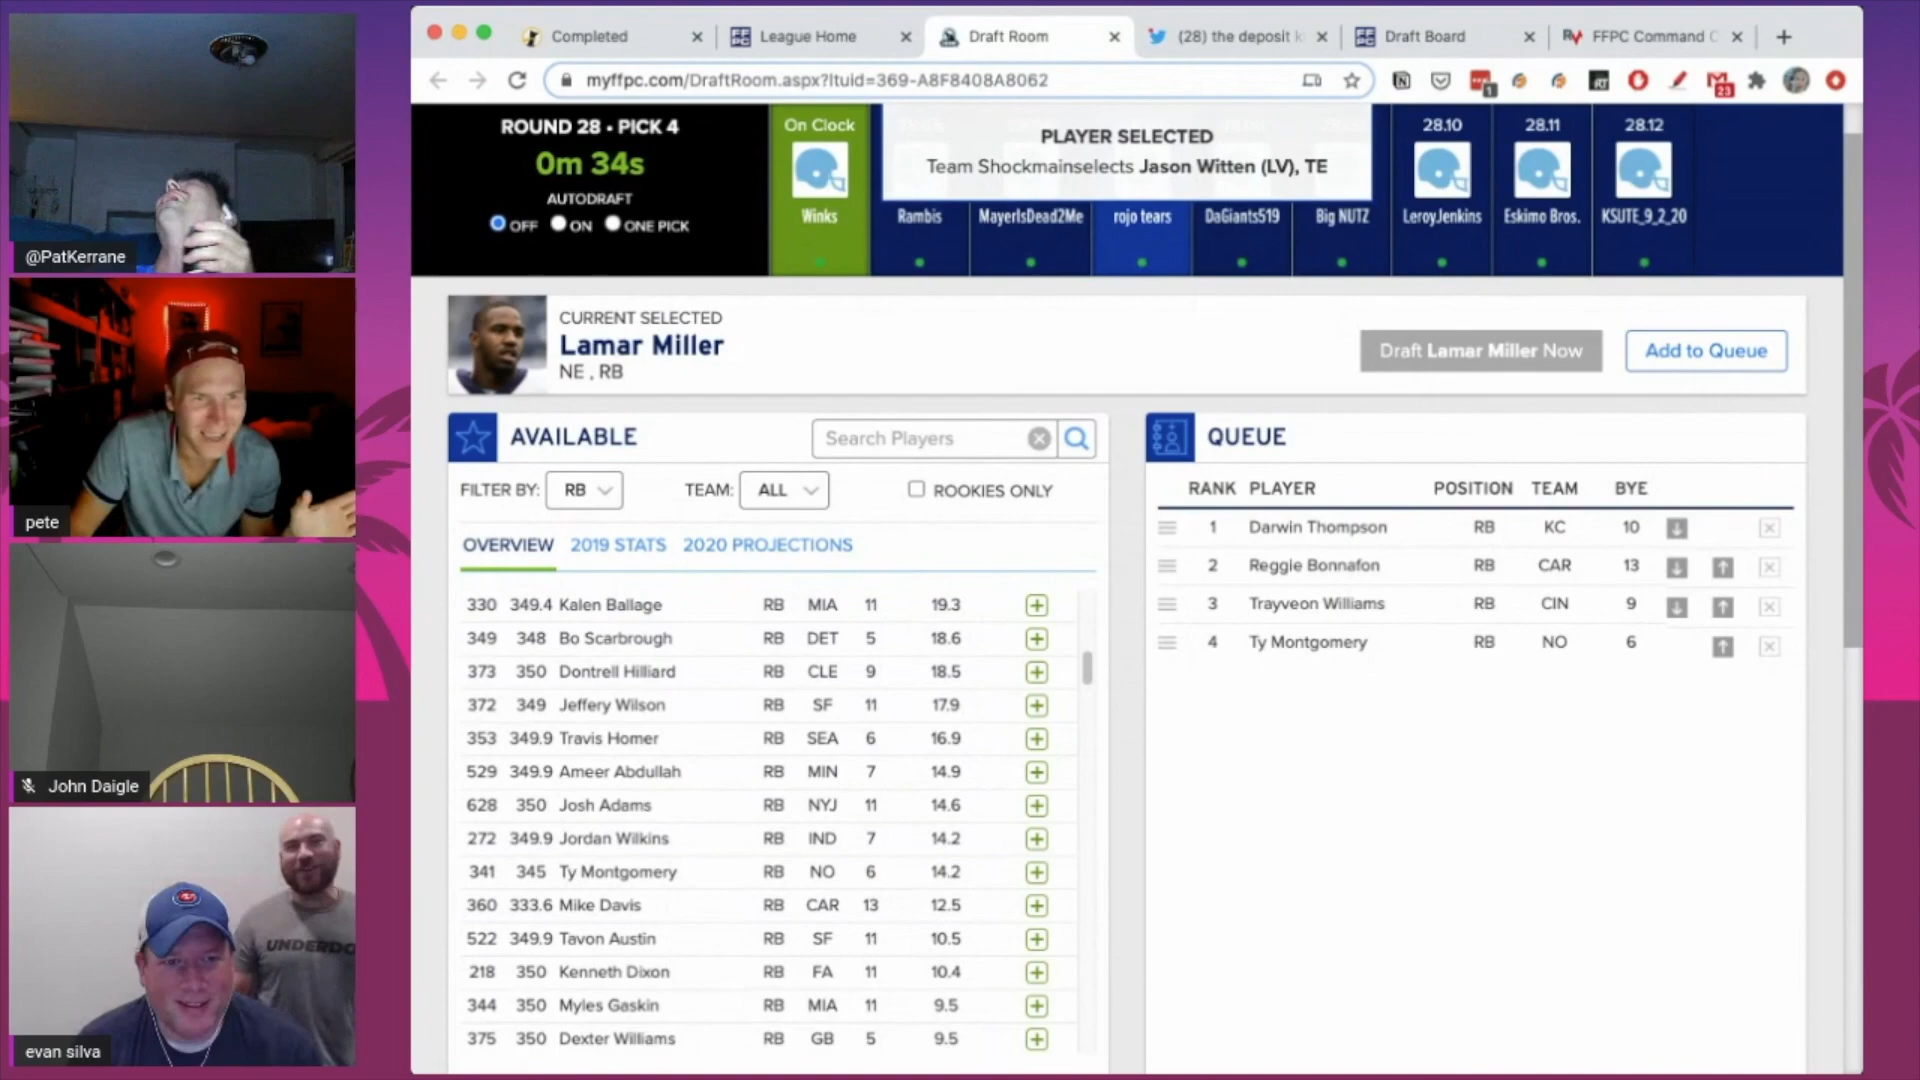 Completed
League Home
Draft Room
(28) the deposit k
Draft Board
FFPC Command C
myffpc.com/DraftRoom.aspx?ltuid=369-A8F8408A8062
1
23
ROUND 28 • PICK 4
0m 34s
AUTODRAFT
OFF ON ONE PICK
On Clock
Winks
PLAYER SELECTED
Team Shockmainselects Jason Witten (LV), TE
Rambis
MayerIsDead2Me
rojo tears
DaGiants519
Big NUTZ
28.10
LeroyJenkins
28.11
Eskimo Bros.
28.12
KSUTE_9_2_20
CURRENT SELECTED
Lamar Miller
NE , RB
Draft Lamar Miller Now
Add to Queue
AVAILABLE
Search Players
FILTER BY: RB TEAM: ALL ROOKIES ONLY
OVERVIEW 2019 STATS 2020 PROJECTIONS
330 349.4 Kalen Ballage RB MIA 11 19.3
349 348 Bo Scarbrough RB DET 5 18.6
373 350 Dontrell Hilliard RB CLE 9 18.5
372 349 Jeffery Wilson RB SF 11 17.9
353 349.9 Travis Homer RB SEA 6 16.9
529 349.9 Ameer Abdullah RB MIN 7 14.9
628 350 Josh Adams RB NYJ 11 14.6
272 349.9 Jordan Wilkins RB IND 7 14.2
341 345 Ty Montgomery RB NO 6 14.2
360 333.6 Mike Davis RB CAR 13 12.5
522 349.9 Tavon Austin RB SF 11 10.5
218 350 Kenneth Dixon RB FA 11 10.4
344 350 Myles Gaskin RB MIA 11 9.5
375 350 Dexter Williams RB GB 5 9.5
QUEUE
RANK PLAYER POSITION TEAM BYE
1 Darwin Thompson RB KC 10
2 Reggie Bonnafon RB CAR 13
3 Trayveon Williams RB CIN 9
4 Ty Montgomery RB NO 6
@PatKerrane
pete
John Daigle
UNDERDO
evan silva